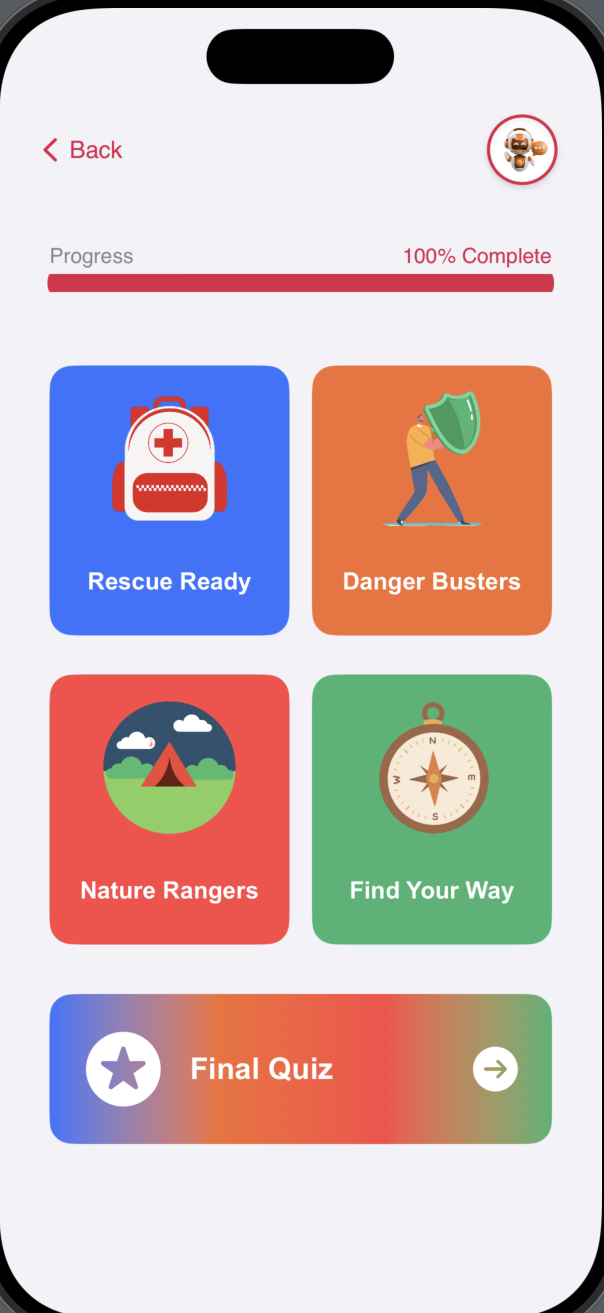 Back
Progress
100% Complete
Rescue Ready
Danger Busters
N
W
E
S
Nature Rangers
Find Your Way
Final Quiz